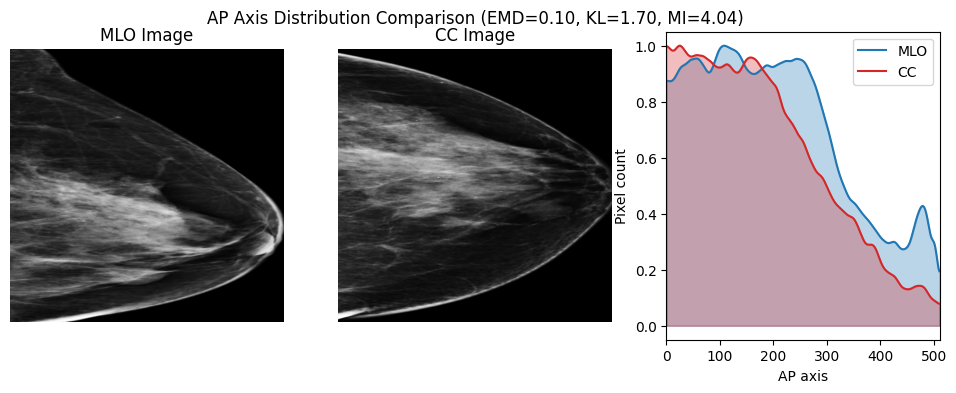 AP Axis Distribution Comparison (EMD=0.10, KL=1.70, MI=4.04)
MLO Image
CC Image
MLO
CC
Pixel count
1.0
0.8
0.6
0.4
0.2
0.0
0 100 200 300 400 500
AP axis